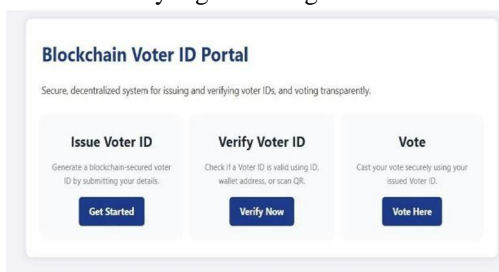 Blockchain Voter ID Portal
Secure, decentralized system for issuing and verifying voter IDs, and voting transparently.
Issue Voter ID
Generate a blockchain-secured voter
ID by submitting your details.
Get Started
Verify Voter ID
Check if a Voter ID is valid using ID,
wallet address, or scan QR.
Verify Now
Vote
Cast your vote securely using your
issued Voter ID.
Vote Here